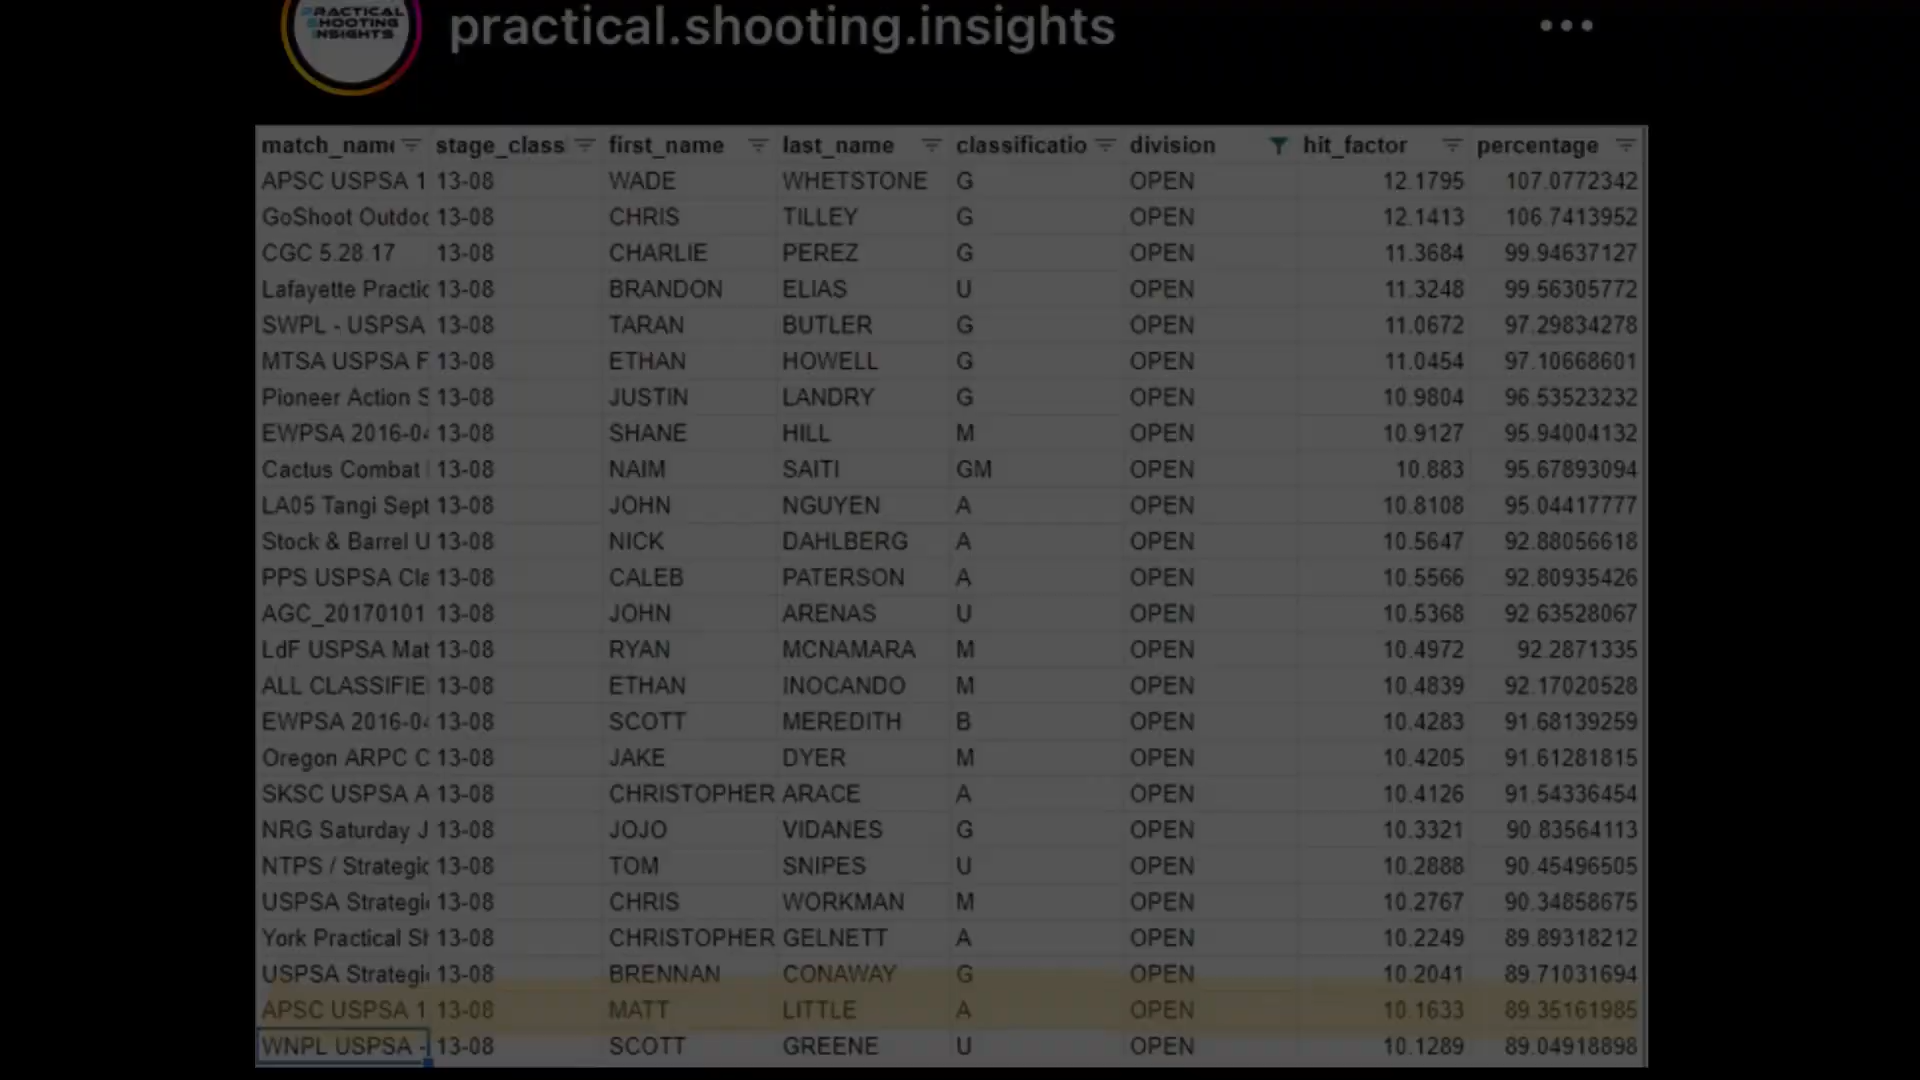 PRACTICAL
SHOOTING
INSIGHTS
practical.shooting.insights
match_name stage_class first_name last_name classificatio division hit_factor percentage
APSC USPSA 1 13-08 WADE WHETSTONE G OPEN 12.1795 107.0772342
GoShoot Outdoc 13-08 CHRIS TILLEY G OPEN 12.1413 106.7413952
CGC 5.28.17 13-08 CHARLIE PEREZ G OPEN 11.3684 99.94637127
Lafayette Practic 13-08 BRANDON ELIAS U OPEN 11.3248 99.56305772
SWPL - USPSA 13-08 TARAN BUTLER G OPEN 11.0672 97.29834278
MTSA USPSA F 13-08 ETHAN HOWELL G OPEN 11.0454 97.10668601
Pioneer Action S 13-08 JUSTIN LANDRY G OPEN 10.9804 96.53523232
EWPSA 2016-04 13-08 SHANE HILL M OPEN 10.9127 95.94004132
Cactus Combat 13-08 NAIM SAITI GM OPEN 10.883 95.67893094
LA05 Tangi Sept 13-08 JOHN NGUYEN A OPEN 10.8108 95.04417777
Stock & Barrel U 13-08 NICK DAHLBERG A OPEN 10.5647 92.88056618
PPS USPSA Cla 13-08 CALEB PATERSON A OPEN 10.5566 92.80935426
AGC_20170101 13-08 JOHN ARENAS U OPEN 10.5368 92.63528067
LdF USPSA Mat 13-08 RYAN MCNAMARA M OPEN 10.4972 92.2871335
ALL CLASSIFIE 13-08 ETHAN INOCANDO M OPEN 10.4839 92.17020528
EWPSA 2016-04 13-08 SCOTT MEREDITH B OPEN 10.4283 91.68139259
Oregon ARPC C 13-08 JAKE DYER M OPEN 10.4205 91.61281815
SKSC USPSA A 13-08 CHRISTOPHER ARACE A OPEN 10.4126 91.54336454
NRG Saturday J 13-08 JOJO VIDANES G OPEN 10.3321 90.83564113
NTPS / Strategic 13-08 TOM SNIPES U OPEN 10.2888 90.45496505
USPSA Strategi 13-08 CHRIS WORKMAN M OPEN 10.2767 90.34858675
York Practical Sh 13-08 CHRISTOPHER GELNETT A OPEN 10.2249 89.89318212
USPSA Strategi 13-08 BRENNAN CONAWAY G OPEN 10.2041 89.71031694
APSC USPSA 1 13-08 MATT LITTLE A OPEN 10.1633 89.35161985
WNPL USPSA - 13-08 SCOTT GREENE U OPEN 10.1289 89.04918898